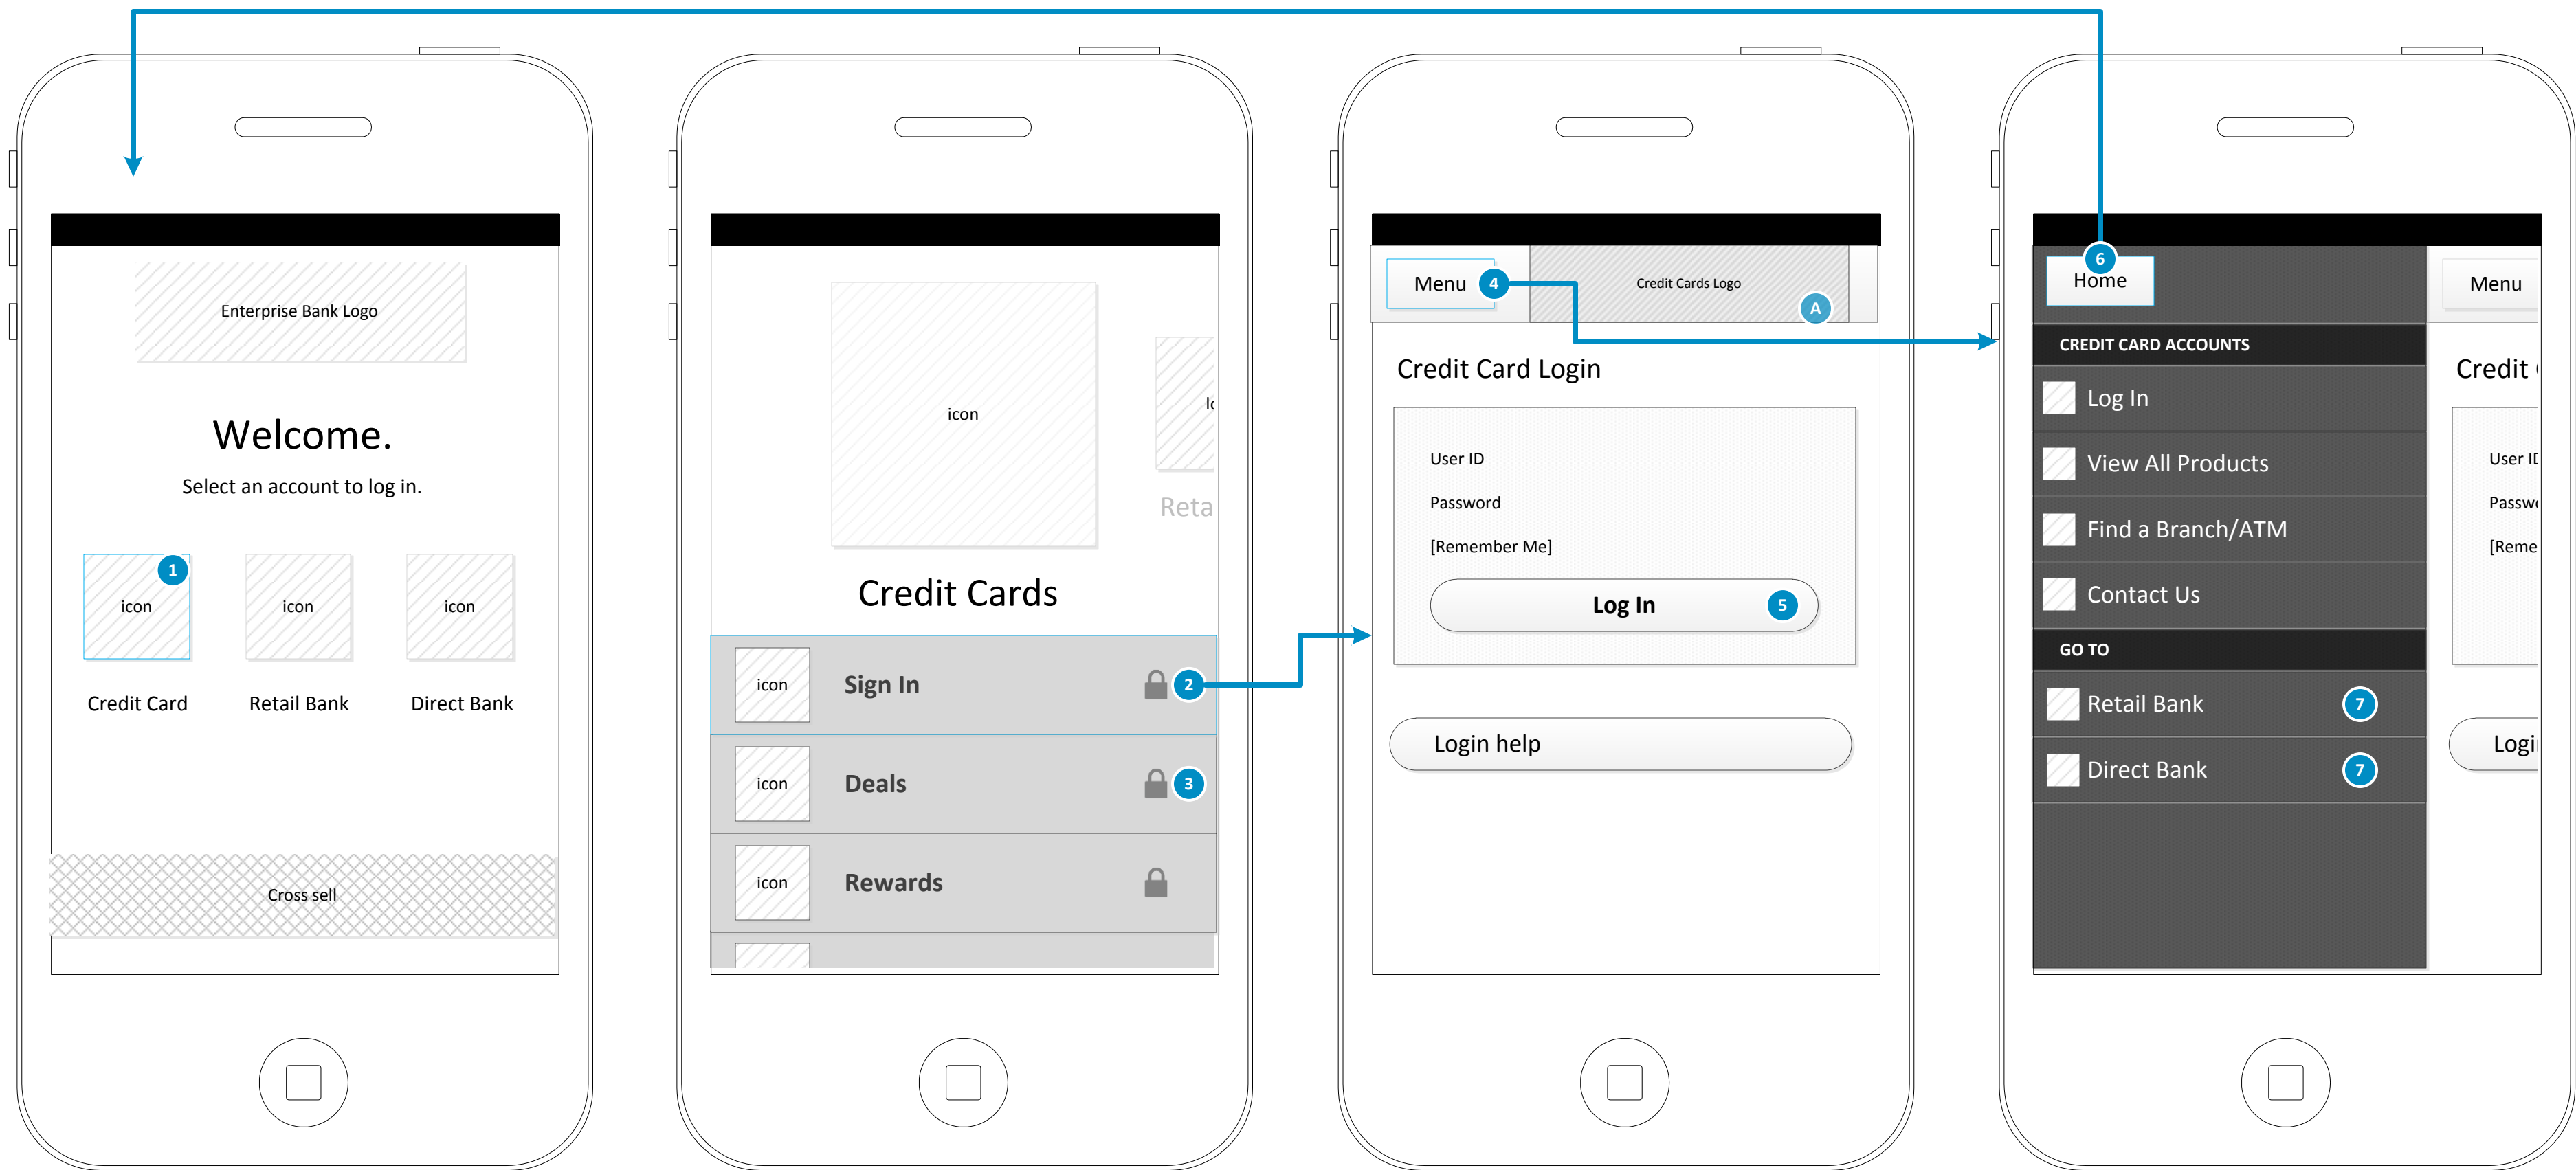 Enterprise Bank Logo
Welcome.
Select an account to log in.
1
icon
icon
icon
Credit Card
Retail Bank
Direct Bank
Cross sell
icon
Reta
Credit Cards
icon
Sign In
2
icon
Deals
3
icon
Rewards
Menu
4
Credit Cards Logo
A
Credit Card Login
User ID
Password
[Remember Me]
Log In
5
Login help
6
Home
CREDIT CARD ACCOUNTS
Log In
View All Products
Find a Branch/ATM
Contact Us
GO TO
Retail Bank
7
Direct Bank
7
Menu
Credit
User I
Passw
[Reme
Logi